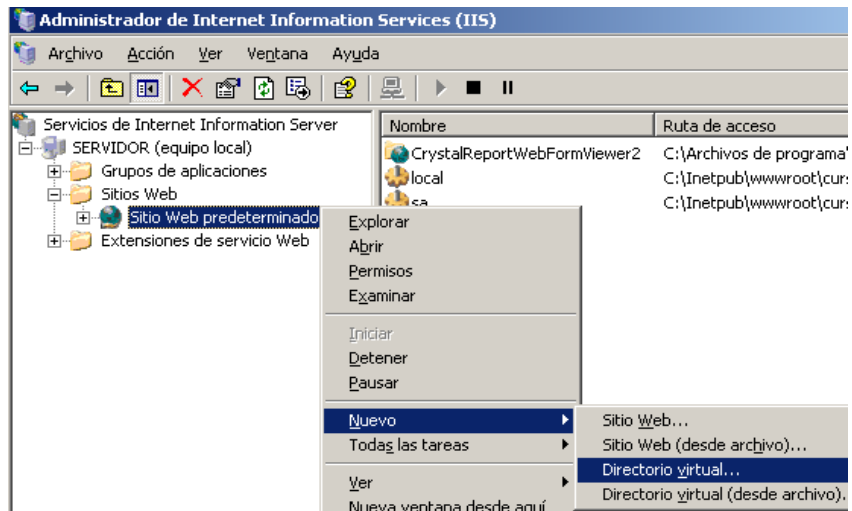 Administrador de Internet Information Services (IIS)
Archivo Acción Ver Ventana Ayuda
Servicios de Internet Information Server
SERVIDOR (equipo local)
Grupos de aplicaciones
Sitios Web
Sitio Web predeterminado
Extensiones de servicio Web
Nombre Ruta de acceso
CrystalReportWebFormViewer2 C:\Archivos de programa\
local C:\Inetpub\wwwroot\curs
sa C:\Inetpub\wwwroot\curs
Explorar
Abrir
Permisos
Examinar
Iniciar
Detener
Pausar
Nuevo
Todas las tareas
Ver
Nueva ventana desde aquí
Sitio Web...
Sitio Web (desde archivo)...
Directorio virtual...
Directorio virtual (desde archivo).